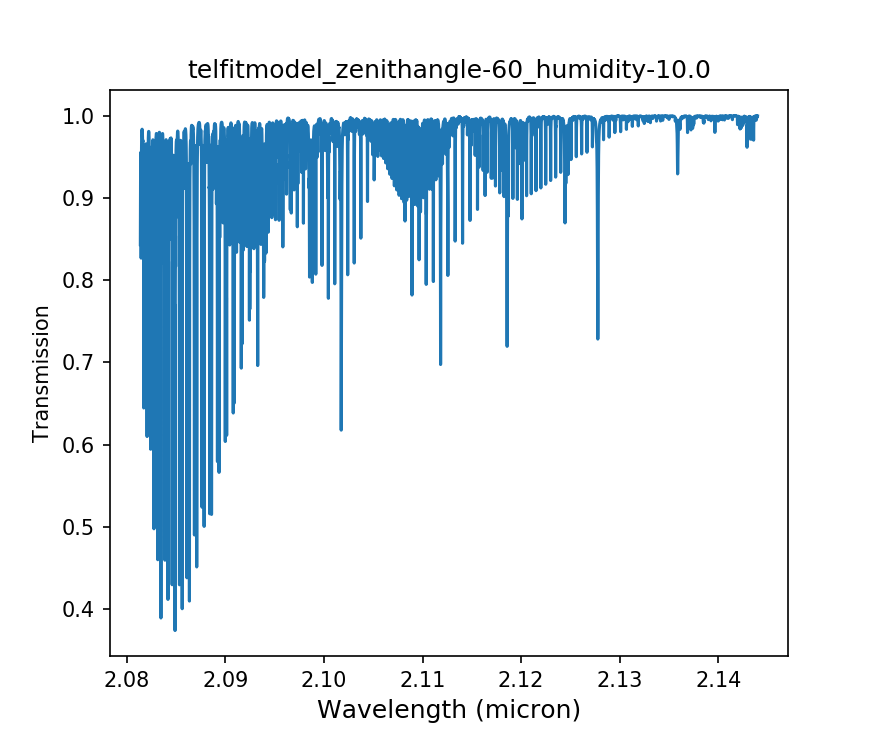 telfitmodel_zenithangle-60_humidity-10.0
1.0
0.9
0.8
0.7
0.6
0.5
0.4
Transmission
2.08 2.09 2.10 2.11 2.12 2.13 2.14
Wavelength (micron)